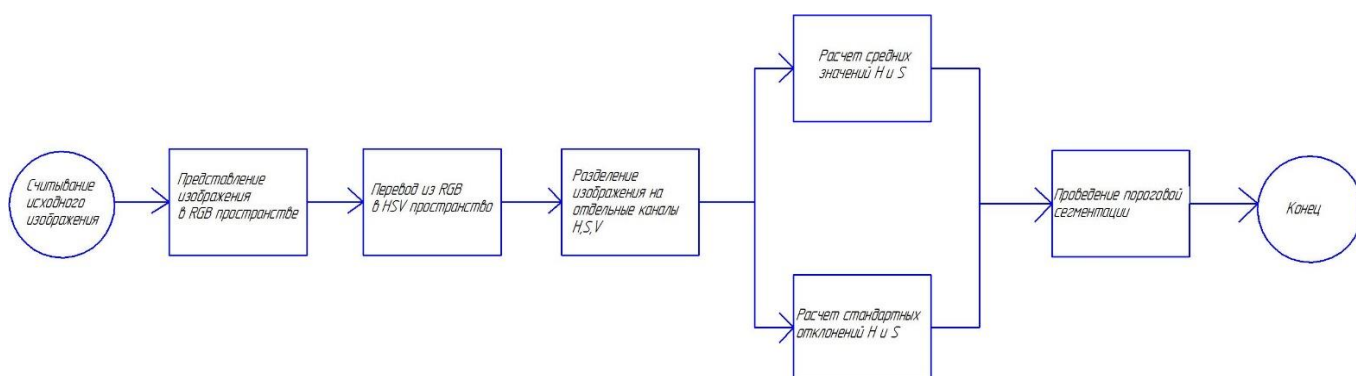 Считывание
исходного
изображения
Представление
изображения
в RGB пространстве
Перевод из RGB
в HSV пространство
Разделение
изображения на
отдельные каналы
H,S,V
Расчет средних
значений H и S
Расчет стандартных
отклонений H и S
Проведение пороговой
сегментации
Конец